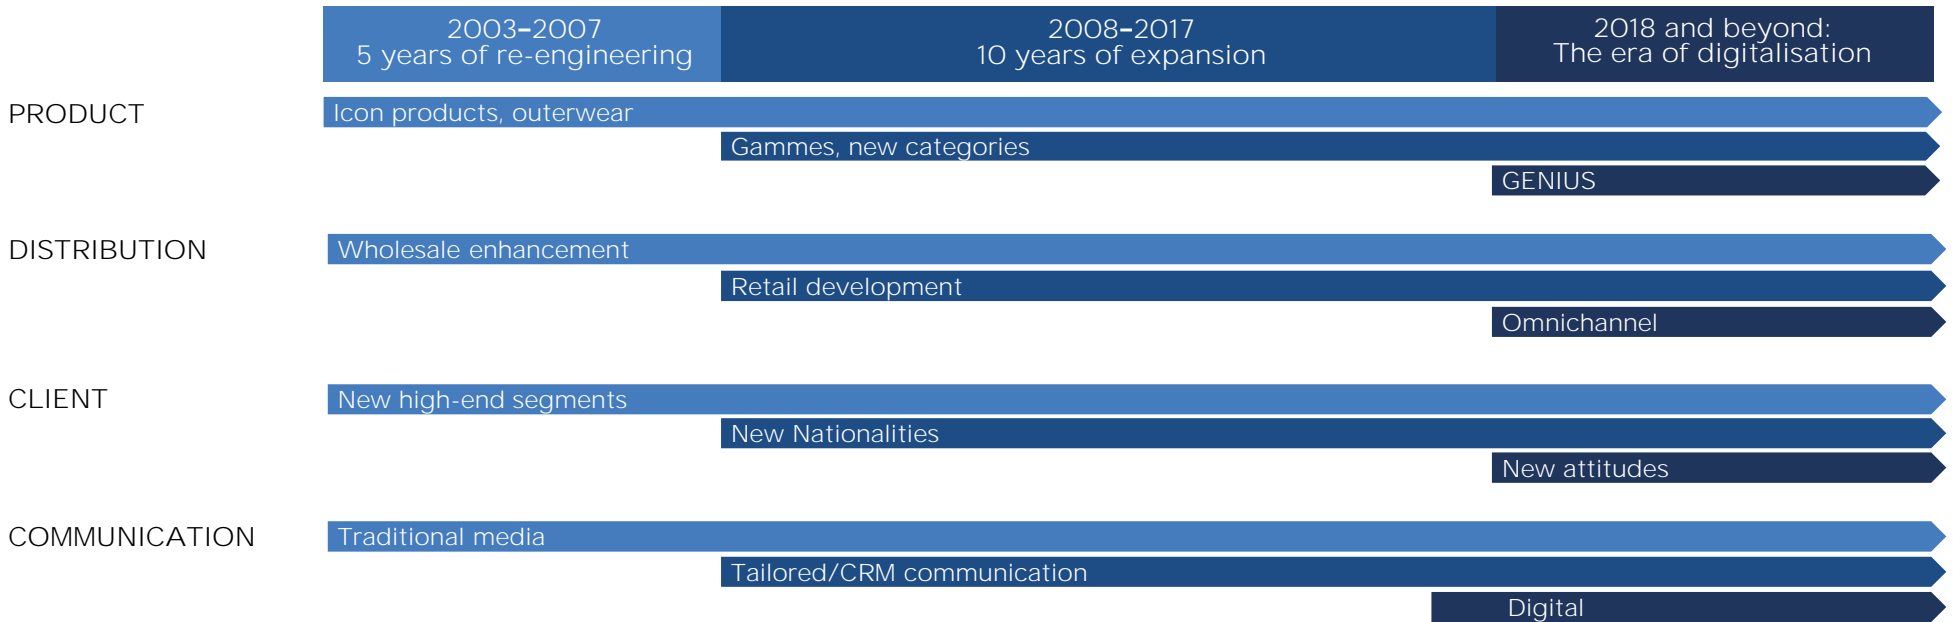 2003–2007
5 years of re-engineering
2008–2017
10 years of expansion
2018 and beyond:
The era of digitalisation
PRODUCT
Icon products, outerwear
Gammes, new categories
GENIUS
DISTRIBUTION
Wholesale enhancement
Retail development
Omnichannel
CLIENT
New high-end segments
New Nationalities
New attitudes
COMMUNICATION
Traditional media
Tailored/CRM communication
Digital